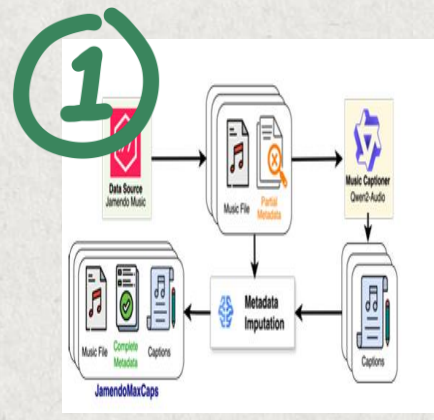 1
Data Source
Jamendo Music
Music File
Partial
Metadata
Music Captioner
Qwen2-Audio
Music File
Complete
Metadata
Captions
Metadata
Imputation
Captions
JamendoMaxCaps